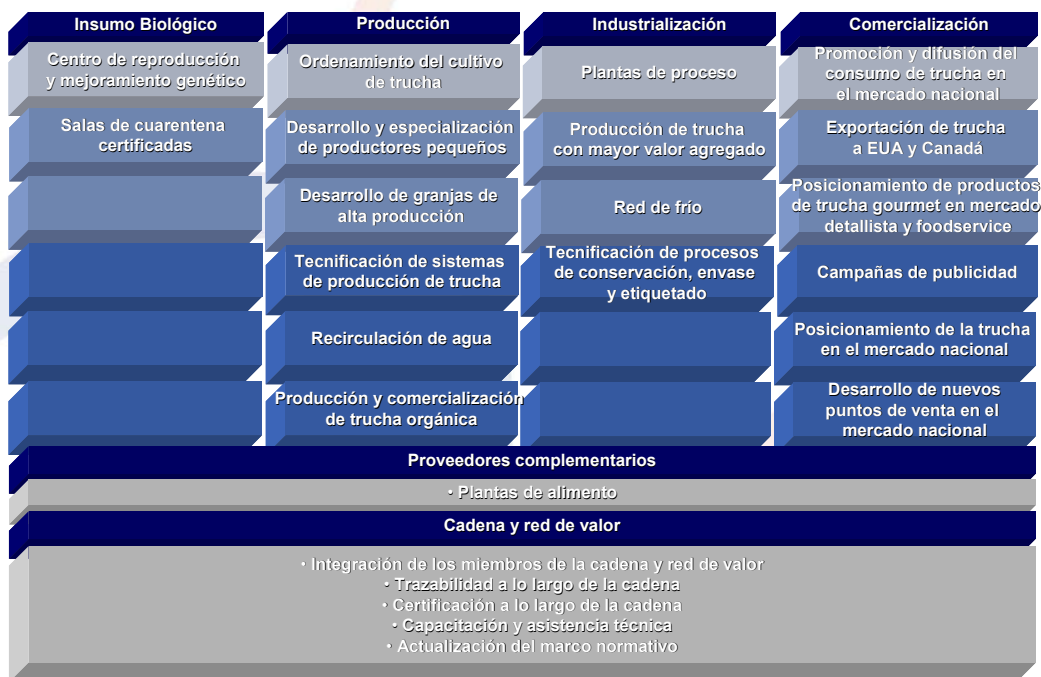 Insumo Biológico
Producción
Industrialización
Comercialización
Centro de reproducción
y mejoramiento genético
Ordenamiento del cultivo
de trucha
Plantas de proceso
Promoción y difusión del
consumo de trucha en
el mercado nacional
Salas de cuarentena
certificadas
Desarrollo y especialización
de productores pequeños
Producción de trucha
con mayor valor agregado
Exportación de trucha
a EUA y Canadá
Desarrollo de granjas de
alta producción
Red de frío
Posicionamiento de productos
de trucha gourmet en mercado
detallista y foodservice
Tecnificación de sistemas
de producción de trucha
Tecnificación de procesos
de conservación, envase
y etiquetado
Campañas de publicidad
Recirculación de agua
Posicionamiento de la trucha
en el mercado nacional
Producción y comercialización
de trucha orgánica
Desarrollo de nuevos
puntos de venta en el
mercado nacional
Proveedores complementarios
• Plantas de alimento
Cadena y red de valor
• Integración de los miembros de la cadena y red de valor
• Trazabilidad a lo largo de la cadena
• Certificación a lo largo de la cadena
• Capacitación y asistencia técnica
• Actualización del marco normativo